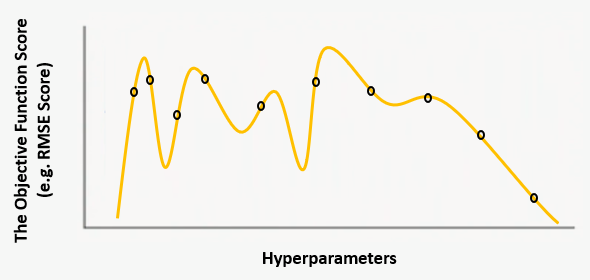 The Objective Function Score
(e.g. RMSE Score)
Hyperparameters